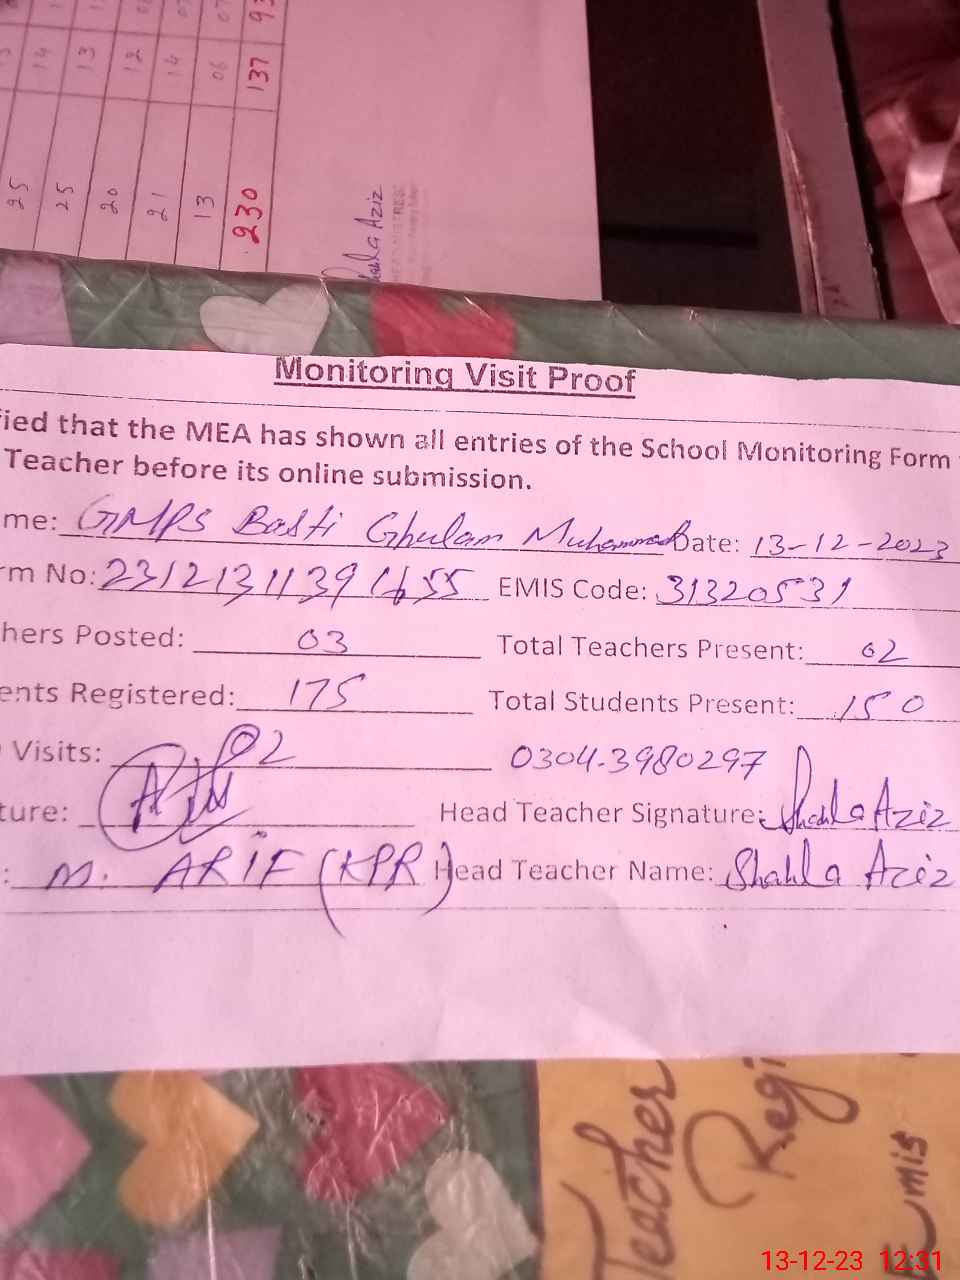 93
14 13 12 14 06 137
25 25 20 21 13 230
Shahla Aziz
Monitoring Visit Proof
fied that the MEA has shown all entries of the School Monitoring Form
Teacher before its online submission.
me: GMPS Basti Ghulam Muhammad Date: 13-12-2023
rm No: EMIS Code: 31320531
hers Posted: 03 Total Teachers Present: 02
ents Registered: 175 Total Students Present: 150
Visits: 02 0304-3980297
ture: Head Teacher Signature: Shahla Aziz
: M. ARIF (KPR) Head Teacher Name: Shahla Aziz
Teacher
Regi
Emis
13-12-23 12:31